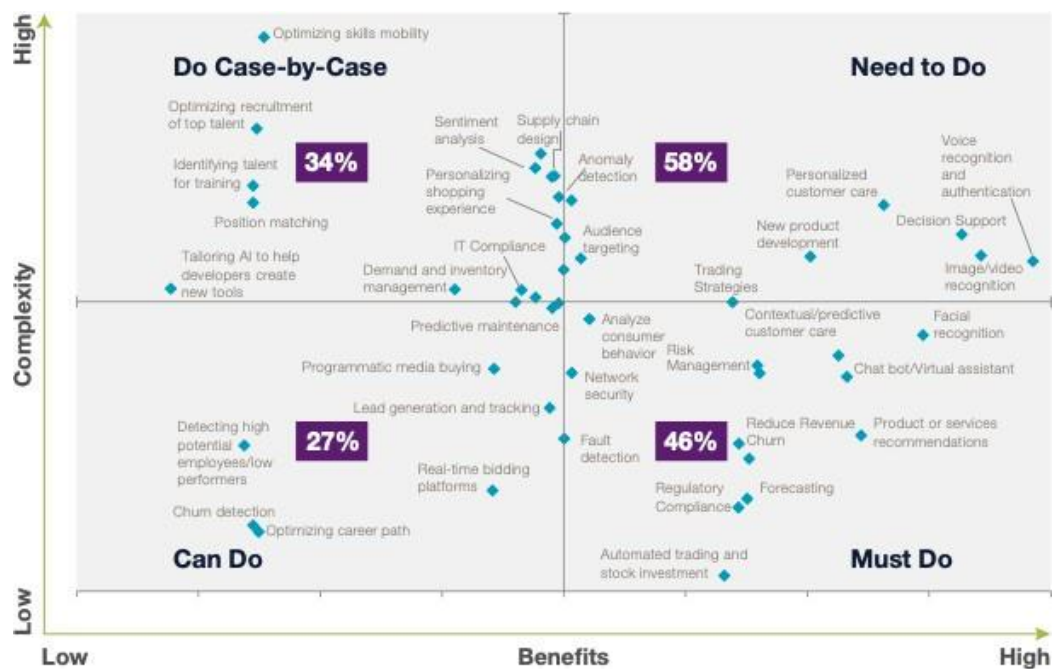 High
Optimizing skills mobility
Do Case-by-Case
Need to Do
Optimizing recruitment
of top talent
Sentiment
analysis
Supply chain
design
34%
58%
Voice
recognition
and
authentication
Identifying talent
for training
Anomaly
detection
Personalizing
shopping
experience
Personalized
customer care
Position matching
Decision Support
New product
development
Audience
targeting
IT Compliance
Tailoring AI to help
developers create
new tools
Demand and inventory
management
Trading
Strategies
Image/video
recognition
Complexity
Predictive maintenance
Analyze
consumer
behavior
Contextual/predictive
customer care
Facial
recognition
Risk
Management
Programmatic media buying
Network
security
Chat bot/Virtual assistant
Lead generation and tracking
Detecting high
potential
employees/low
performers
27%
Fault
detection
46%
Reduce Revenue
Churn
Product or services
recommendations
Real-time bidding
platforms
Regulatory
Compliance
Forecasting
Churn detection
Optimizing career path
Can Do
Automated trading and
stock investment
Must Do
Low
Low
Benefits
High